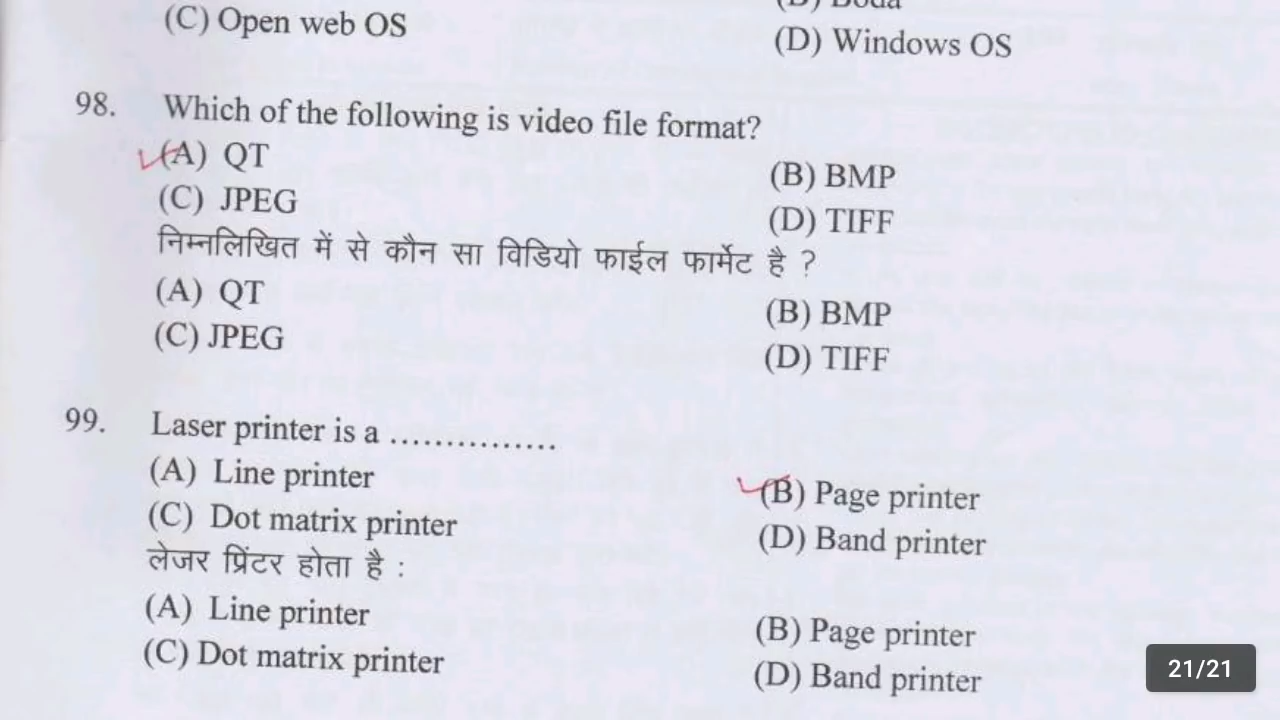 (C) Open web OS
(D) Windows OS
98. Which of the following is video file format?
(A) QT
(B) BMP
(C) JPEG
(D) TIFF
निम्नलिखित में से कौन सा विडियो फाईल फार्मेट है ?
(A) QT
(B) BMP
(C) JPEG
(D) TIFF
99. Laser printer is a ...............
(A) Line printer
(B) Page printer
(C) Dot matrix printer
(D) Band printer
लेजर प्रिंटर होता है :
(A) Line printer
(B) Page printer
(C) Dot matrix printer
(D) Band printer
21/21